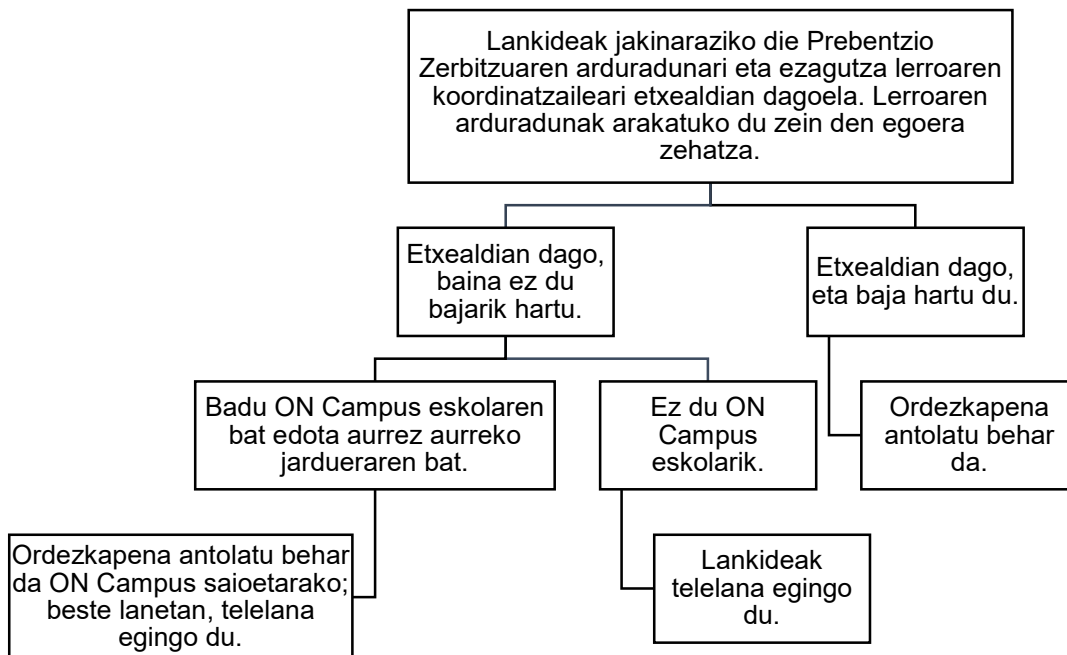 Lankideak jakinaraziko die Prebentzio
Zerbitzuaren arduradunari eta ezagutza lerroaren
koordinatzaileari etxealdian dagoela. Lerroaren
arduradunak arakatuko du zein den egoera
zehatza.
Etxealdian dago,
baina ez du
bajarik hartu.
Etxealdian dago,
eta baja hartu du.
Badu ON Campus eskolaren
bat edota aurrez aurreko
jardueraren bat.
Ez du ON
Campus
eskolarik.
Ordezkapena
antolatu behar
da.
Ordezkapena antolatu behar
da ON Campus saioetarako;
beste lanetan, telelana
egingo du.
Lankideak
telelana egingo
du.